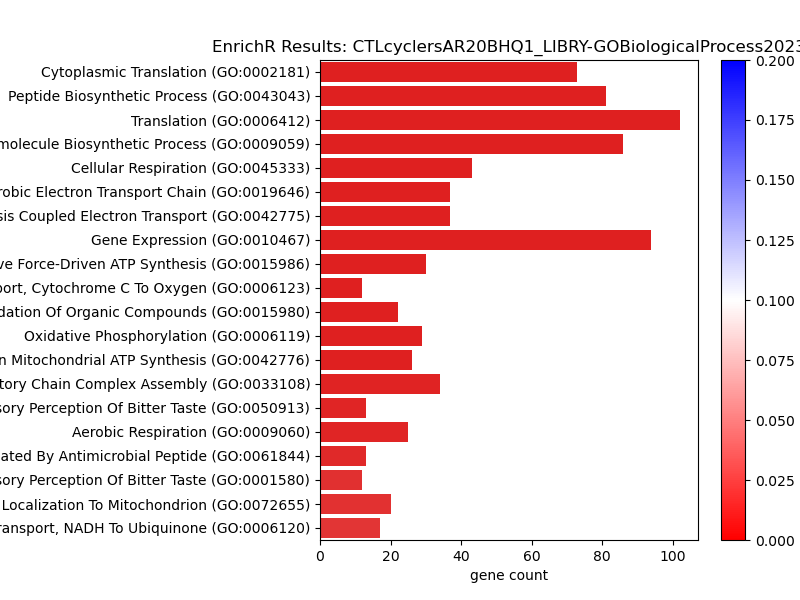 EnrichR Results: CTLcyclersAR20BHQ1_LIBRY-GOBiologicalProcess2023
Cytoplasmic Translation (GO:0002181)
Peptide Biosynthetic Process (GO:0043043)
Translation (GO:0006412)
molecule Biosynthetic Process (GO:0009059)
Cellular Respiration (GO:0045333)
robic Electron Transport Chain (GO:0019646)
sis Coupled Electron Transport (GO:0042775)
Gene Expression (GO:0010467)
ve Force-Driven ATP Synthesis (GO:0015986)
port, Cytochrome C To Oxygen (GO:0006123)
dation Of Organic Compounds (GO:0015980)
Oxidative Phosphorylation (GO:0006119)
n Mitochondrial ATP Synthesis (GO:0042776)
tory Chain Complex Assembly (GO:0033108)
sory Perception Of Bitter Taste (GO:0050913)
Aerobic Respiration (GO:0009060)
ated By Antimicrobial Peptide (GO:0061844)
sory Perception Of Bitter Taste (GO:0001580)
Localization To Mitochondrion (GO:0072655)
ransport, NADH To Ubiquinone (GO:0006120)
0 20 40 60 80 100
gene count
0.200
0.175
0.150
0.125
0.100
0.075
0.050
0.025
0.000